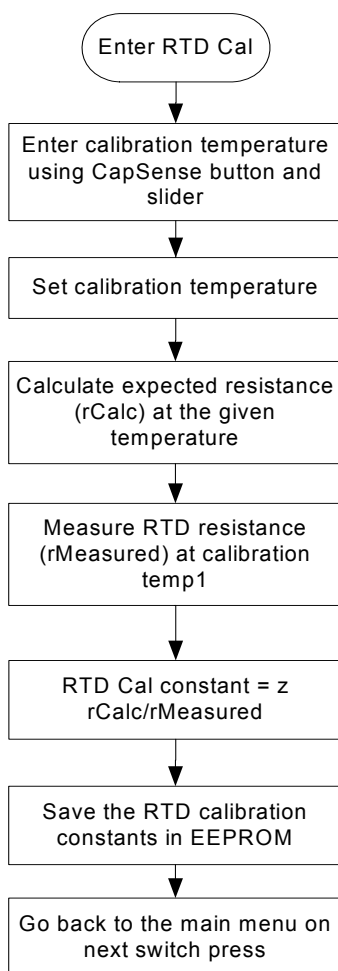 Enter RTD Cal
Enter calibration temperature
using CapSense button and
slider
Set calibration temperature
Calculate expected resistance
(rCalc) at the given
temperature
Measure RTD resistance
(rMeasured) at calibration
temp1
RTD Cal constant = z
rCalc/rMeasured
Save the RTD calibration
constants in EEPROM
Go back to the main menu on
next switch press